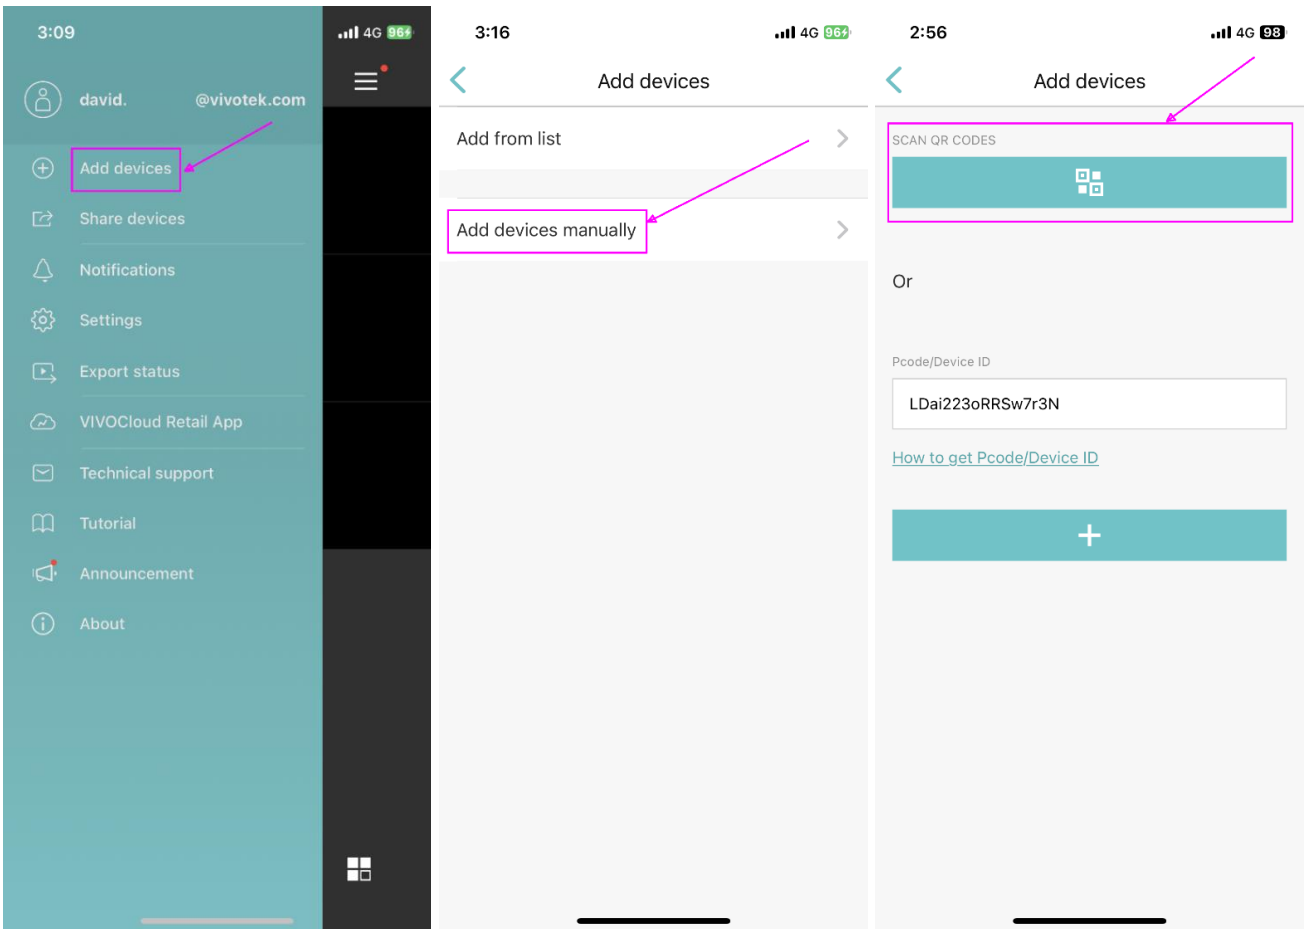 3:09
4G 96
david. @vivotek.com
Add devices
Share devices
Notifications
Settings
Export status
VIVOCloud Retail App
Technical support
Tutorial
Announcement
About
3:16
4G 96
Add devices
Add from list
Add devices manually
2:56
4G 98
Add devices
SCAN QR CODES
Or
Pcode/Device ID
LDai223oRRSw7r3N
How to get Pcode/Device ID
+